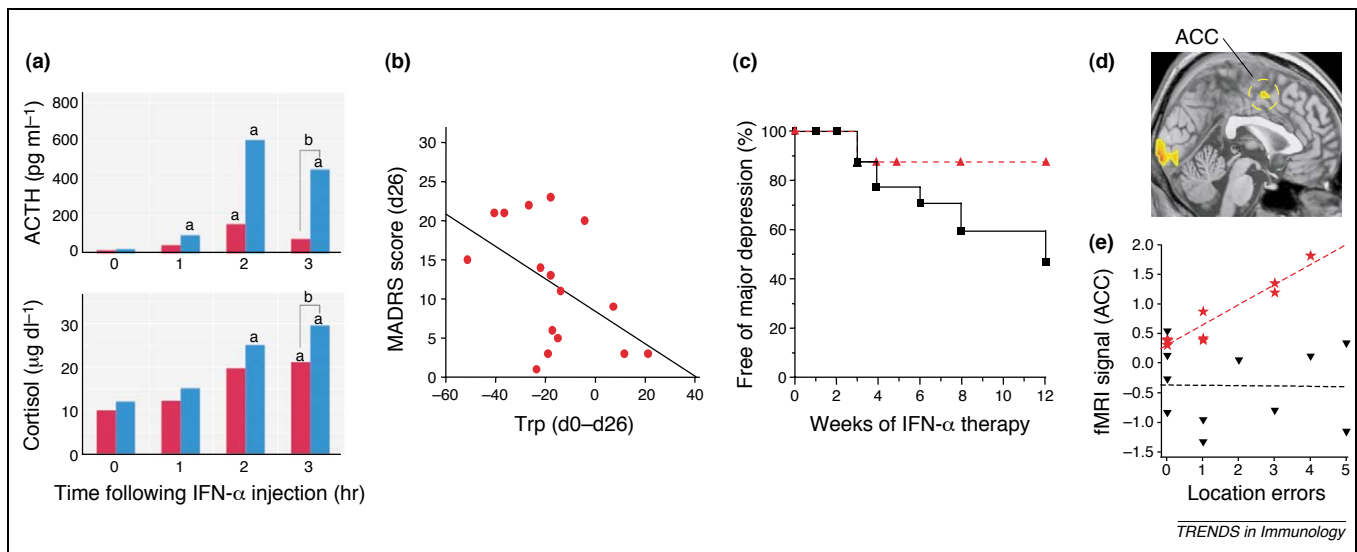 (a)
ACTH (pg ml–1)
800
600
400
200
0
a
a
a
b
a
0 1 2 3
Cortisol (µg dl–1)
30
20
10
0
a
a
b
a
0 1 2 3
Time following IFN-α injection (hr)
(b)
MADRS score (d26)
30
25
20
15
10
5
0
–60 –40 –20 0 20 40
Trp (d0–d26)
(c)
Free of major depression (%)
100
80
60
40
20
0
0 2 4 6 8 10 12
Weeks of IFN-α therapy
(d)
ACC
(e)
fMRI signal (ACC)
2.0
1.5
1.0
0.5
0.0
–0.5
–1.0
–1.5
0 1 2 3 4 5
Location errors
TRENDS in Immunology